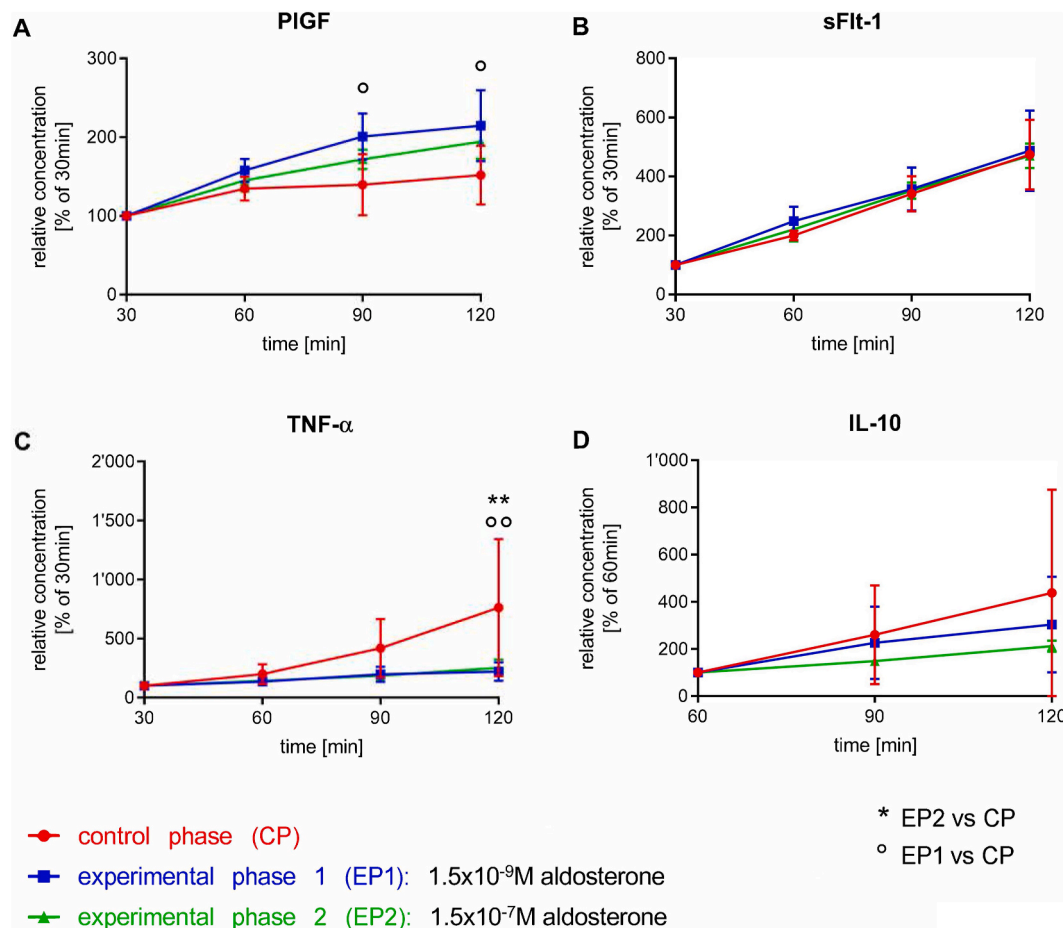 A
PlGF
relative concentration
[% of 30min]
300
200
100
0
30
60
90
120
time [min]
B
sFlt-1
relative concentration
[% of 30min]
800
600
400
200
0
30
60
90
120
time [min]
C
TNF-α
relative concentration
[% of 30min]
2'000
1'500
1'000
500
0
**
30
60
90
120
time [min]
D
IL-10
relative concentration
[% of 60min]
1'000
800
600
400
200
0
60
90
120
time [min]
control phase (CP)
experimental phase 1 (EP1): 1.5x10⁻⁹M aldosterone
experimental phase 2 (EP2): 1.5x10⁻⁷M aldosterone
* EP2 vs CP
° EP1 vs CP